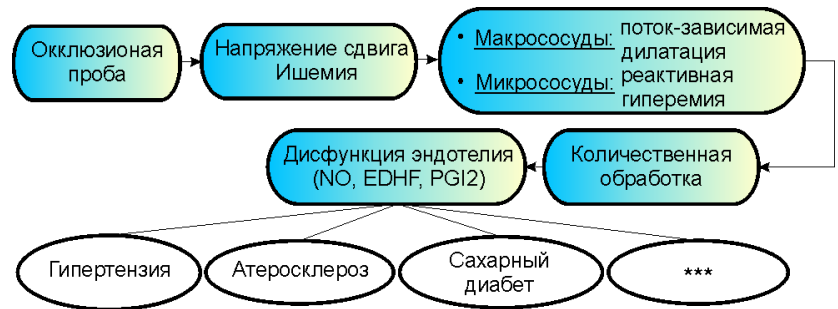 Окклюзионая
проба
Напряжение сдвига
Ишемия
• Макрососуды: поток-зависимая
дилатация
• Микрососуды: реактивная
гиперемия
Дисфункция эндотелия
(NO, EDHF, PGI2)
Количественная
обработка
Гипертензия
Атеросклероз
Сахарный
диабет
***